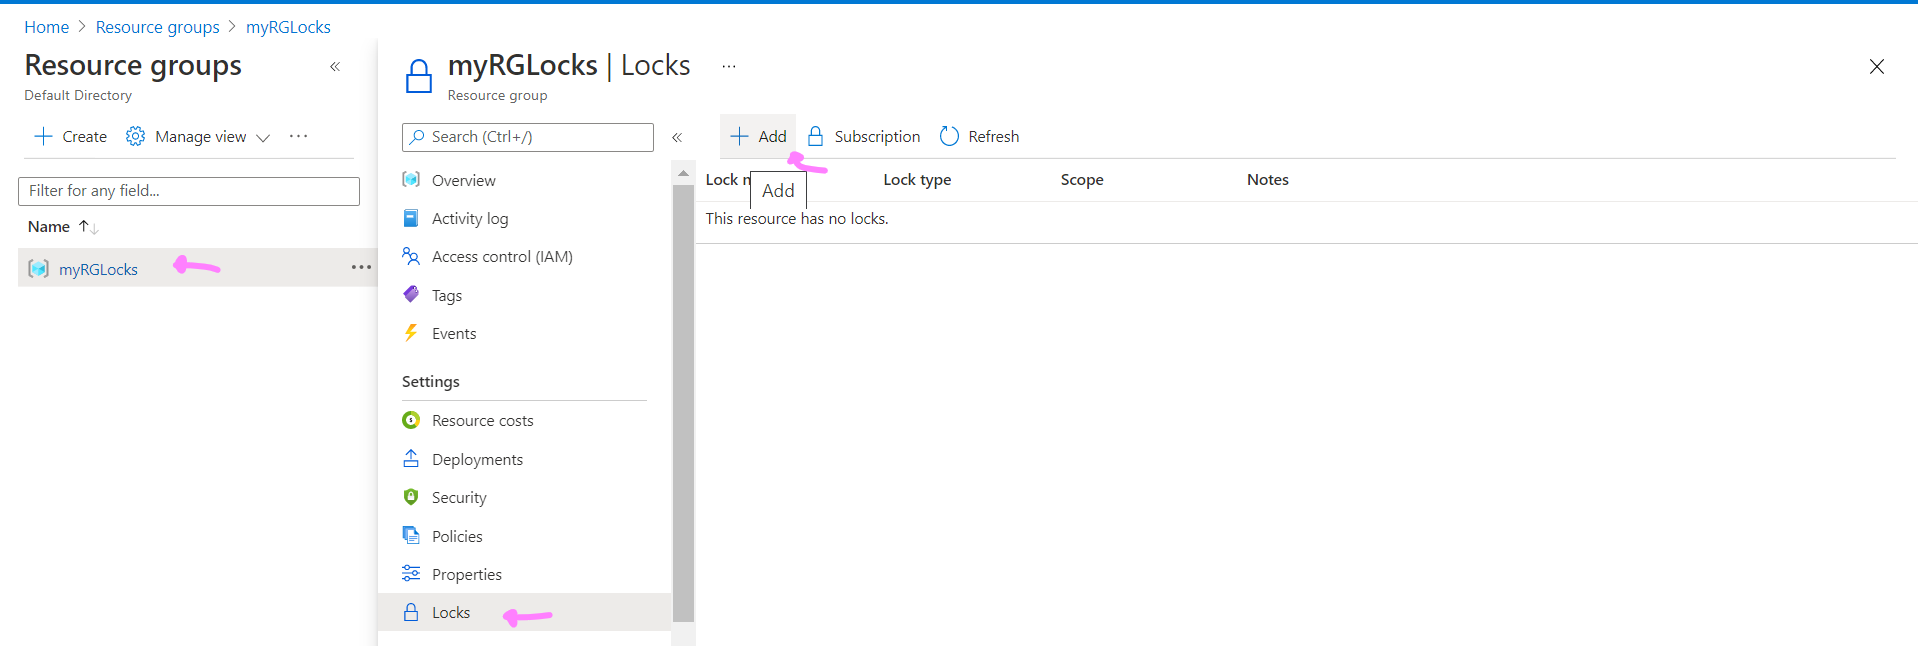 Home > Resource groups > myRGLocks
Resource groups «
Default Directory
+ Create Manage view ···
Filter for any field...
Name ↑↓
myRGLocks ···
myRGLocks | Locks ···
Resource group
Search (Ctrl+/) «
Overview
Activity log
Access control (IAM)
Tags
Events
Settings
Resource costs
Deployments
Security
Policies
Properties
Locks
+ Add Subscription Refresh
Add
Lock Lock type Scope Notes
This resource has no locks.